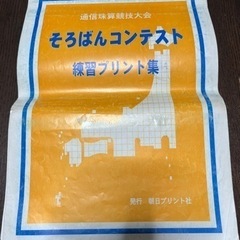 通信珠算競技大会
そろばんコンテスト
練習プリント集
発行 朝日プリント社